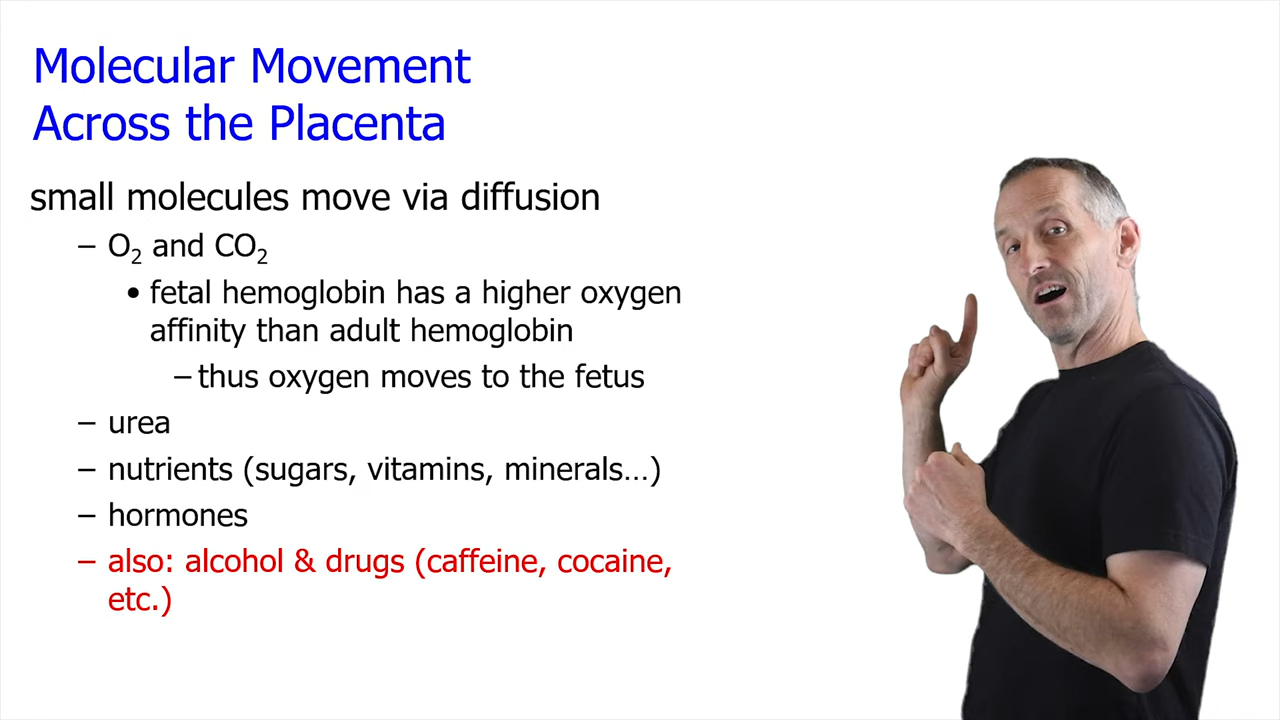 Molecular Movement
Across the Placenta
small molecules move via diffusion
– O₂ and CO₂
• fetal hemoglobin has a higher oxygen
affinity than adult hemoglobin
– thus oxygen moves to the fetus
– urea
– nutrients (sugars, vitamins, minerals...)
– hormones
– also: alcohol & drugs (caffeine, cocaine,
etc.)